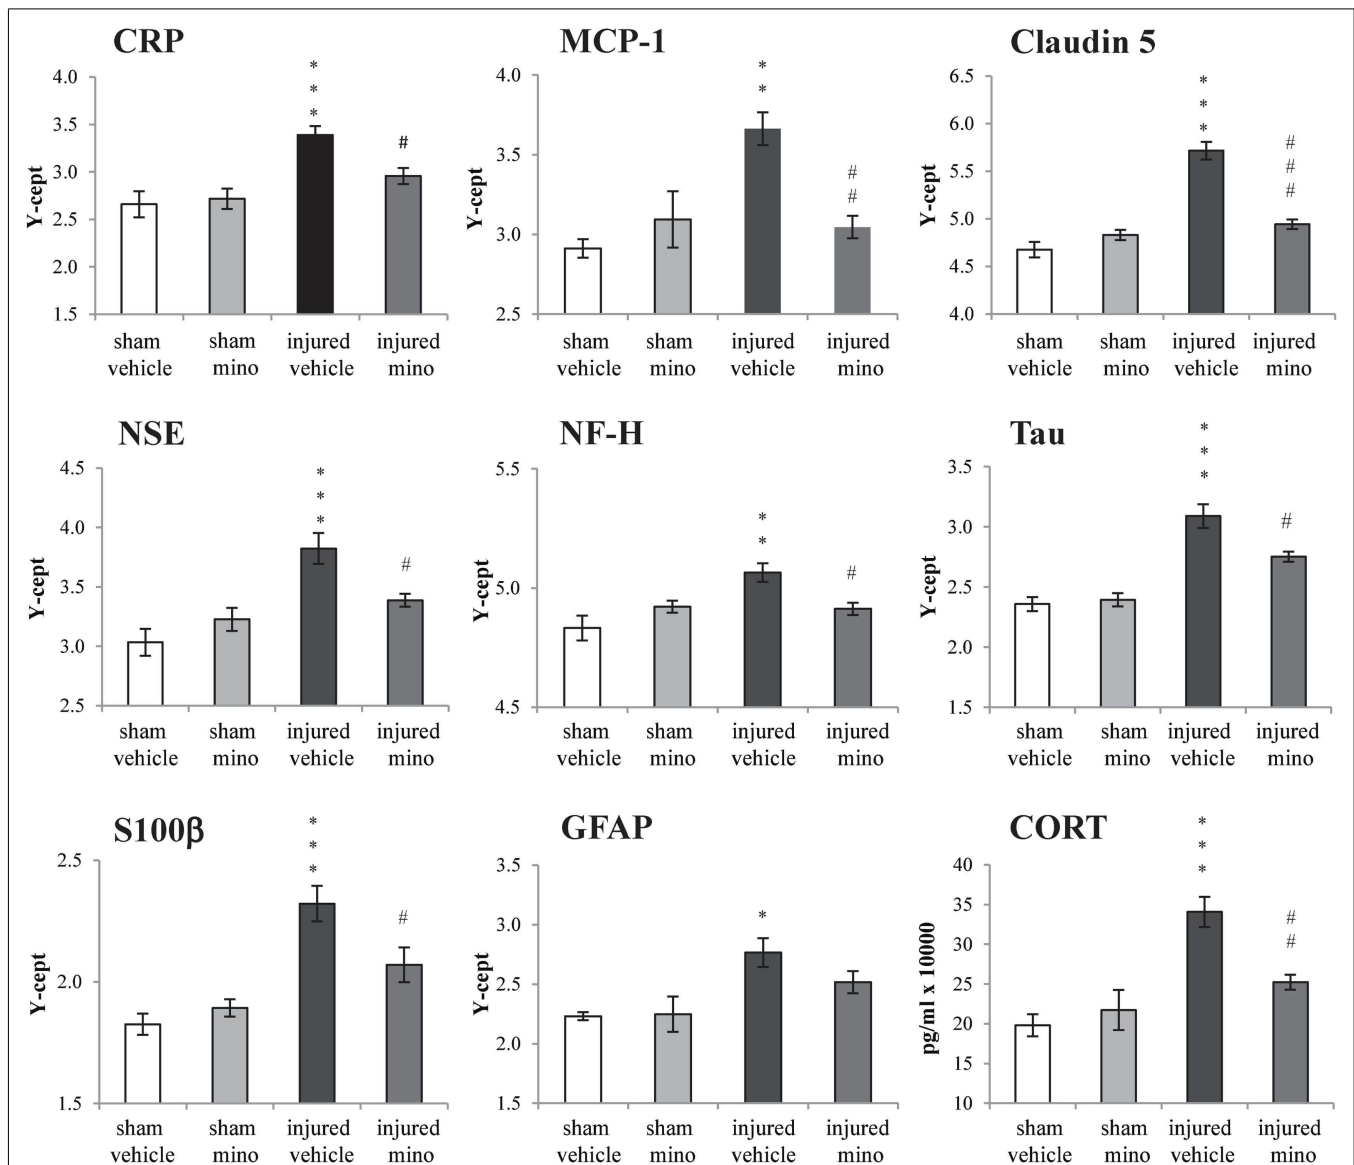 CRP
*
*
*
#
4.0
3.5
3.0
2.5
2.0
1.5
Y-cept
sham sham injured injured
vehicle mino vehicle mino
MCP-1
*
*
#
#
4.0
3.5
3.0
2.5
Y-cept
sham sham injured injured
vehicle mino vehicle mino
Claudin 5
*
*
*
#
#
#
6.5
6.0
5.5
5.0
4.5
4.0
Y-cept
sham sham injured injured
vehicle mino vehicle mino
NSE
*
*
*
#
4.5
4.0
3.5
3.0
2.5
Y-cept
sham sham injured injured
vehicle mino vehicle mino
NF-H
*
*
#
5.5
5.0
4.5
Y-cept
sham sham injured injured
vehicle mino vehicle mino
Tau
*
*
*
#
3.5
3.0
2.5
2.0
1.5
Y-cept
sham sham injured injured
vehicle mino vehicle mino
S100β
*
*
*
#
2.5
2.0
1.5
Y-cept
sham sham injured injured
vehicle mino vehicle mino
GFAP
*
3.5
3.0
2.5
2.0
1.5
Y-cept
sham sham injured injured
vehicle mino vehicle mino
CORT
*
*
*
#
#
40
35
30
25
20
15
10
pg/ml x 10000
sham sham injured injured
vehicle mino vehicle mino